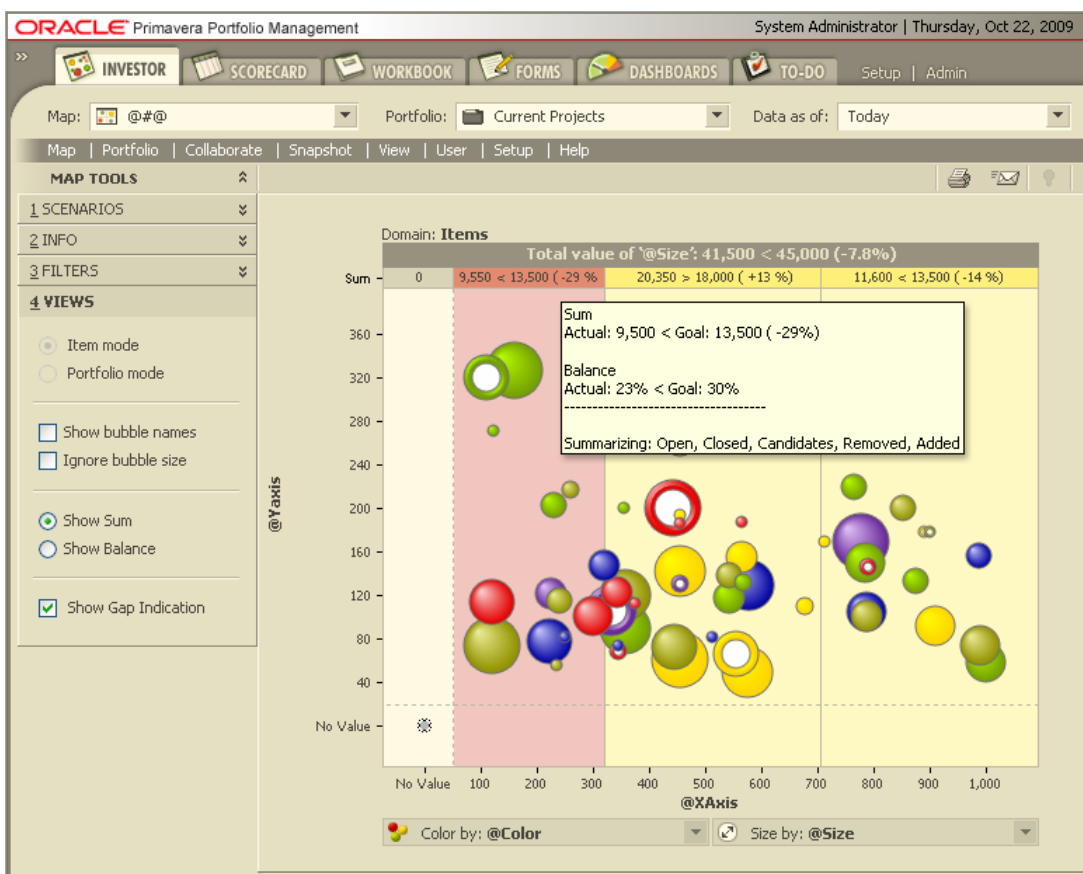 ORACLE Primavera Portfolio Management
System Administrator | Thursday, Oct 22, 2009
INVESTOR SCORECARD WORKBOOK FORMS DASHBOARDS TO-DO Setup | Admin
Map: @#@ Portfolio: Current Projects Data as of: Today
Map | Portfolio | Collaborate | Snapshot | View | User | Setup | Help
MAP TOOLS
1 SCENARIOS
2 INFO
3 FILTERS
4 VIEWS
Item mode
Portfolio mode
Show bubble names
Ignore bubble size
Show Sum
Show Balance
Show Gap Indication
Domain: Items
Total value of '@Size': 41,500 < 45,000 (-7.8%)
Sum 0 9,550 < 13,500 ( -29 % 20,350 > 18,000 ( +13 %) 11,600 < 13,500 ( -14 %)
Sum
Actual: 9,500 < Goal: 13,500 ( -29%)
Balance
Actual: 23% < Goal: 30%
------------------------------------
Summarizing: Open, Closed, Candidates, Removed, Added
@Yaxis
360
320
280
240
200
160
120
80
40
No Value
No Value 100 200 300 400 500 600 700 800 900 1,000
@XAxis
Color by: @Color Size by: @Size